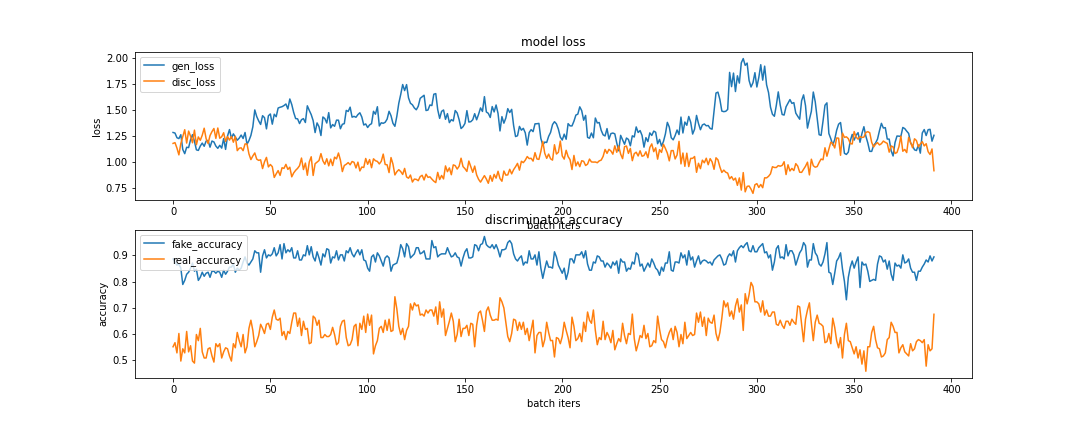 model loss
gen_loss
disc_loss
2.00
1.75
1.50
1.25
1.00
0.75
loss
0 50 100 150 200 250 300 350 400
batch iters
discriminator accuracy
fake_accuracy
real_accuracy
0.9
0.8
0.7
0.6
0.5
accuracy
0 50 100 150 200 250 300 350 400
batch iters